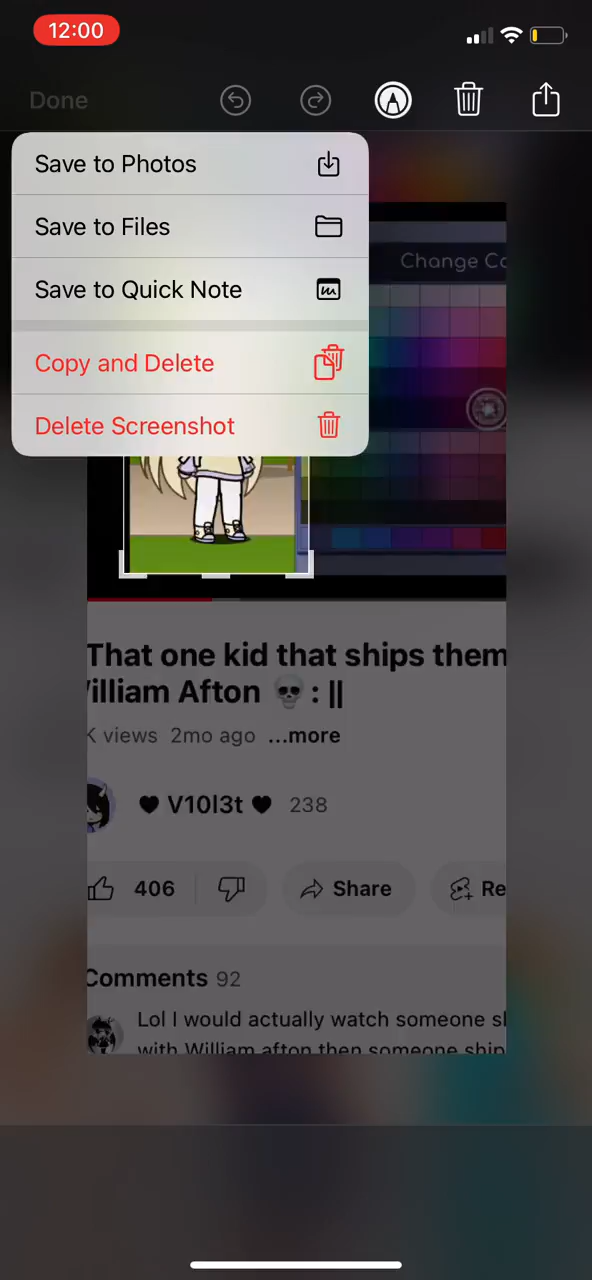 12:00
Done
Save to Photos
Save to Files
Save to Quick Note
Copy and Delete
Delete Screenshot
Change Co
That one kid that ships them
illiam Afton 💀: ||
K views 2mo ago ...more
🖤 V10l3t 🖤 238
406 Share Re
Comments 92
Lol I would actually watch someone sl
with William afton then someone ship